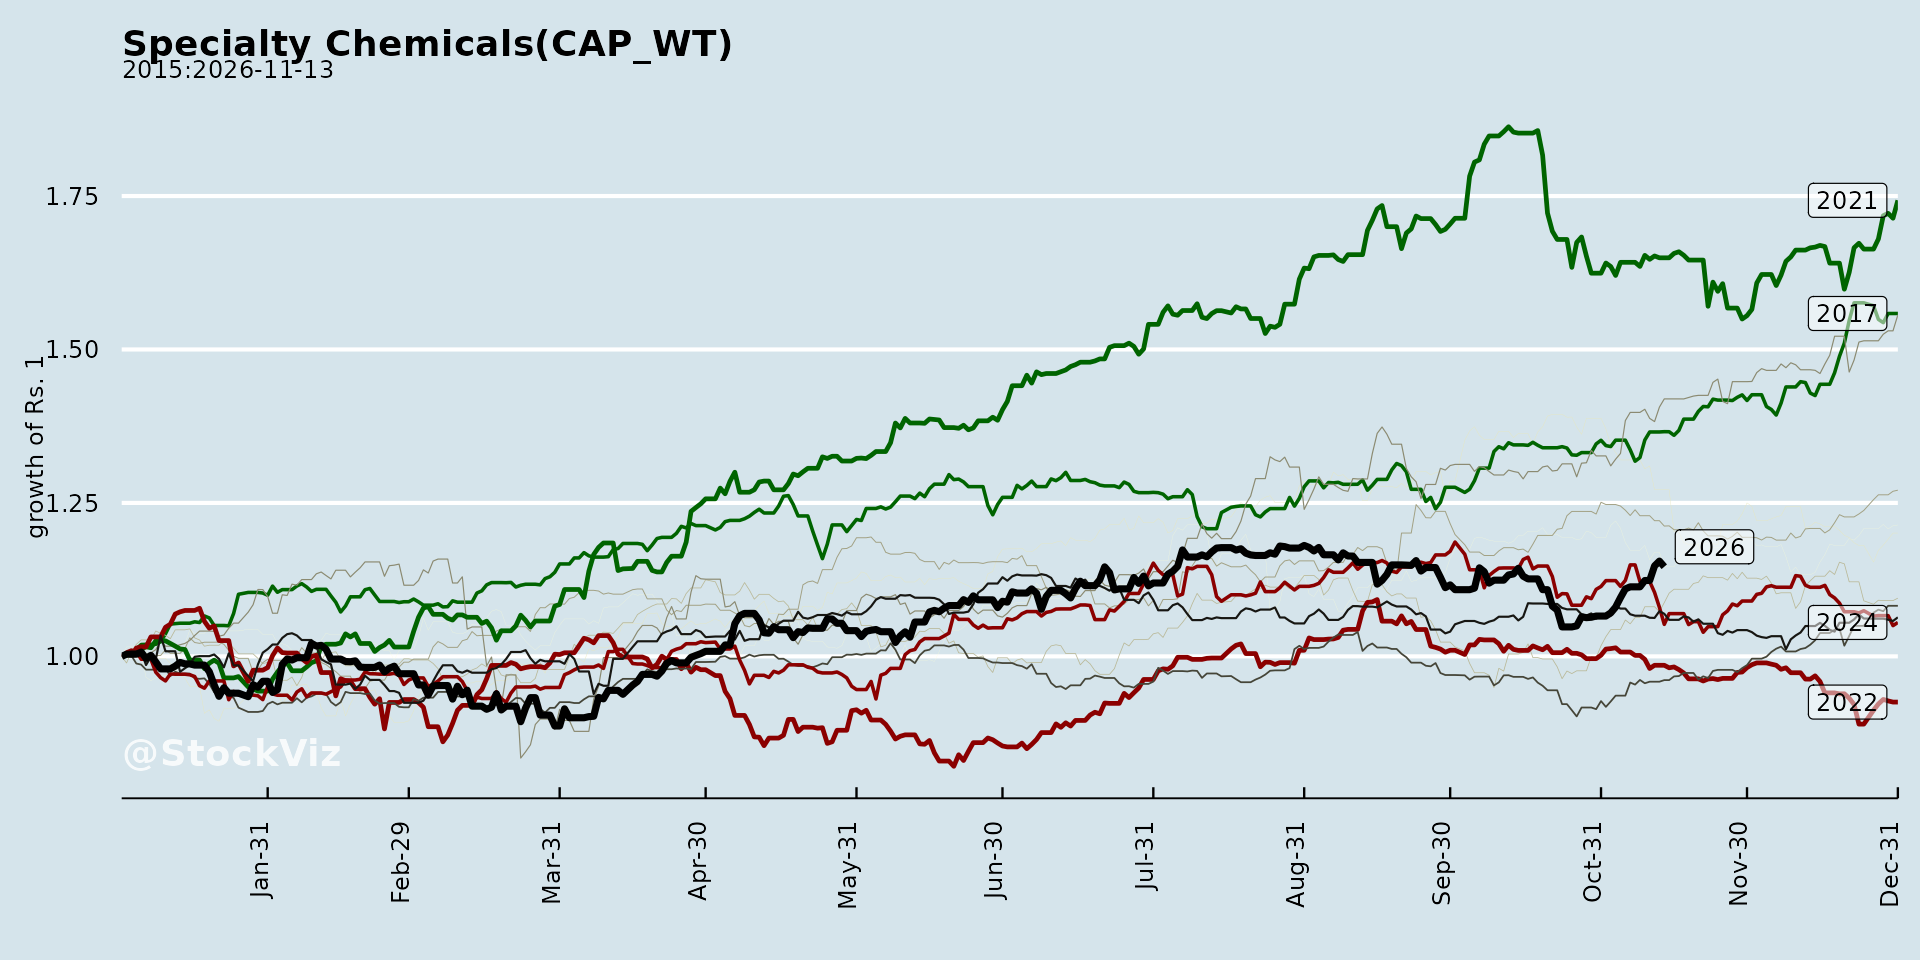 Specialty Chemicals(CAP_WT)
2015:2026-11-13
growth of Rs. 1
1.75
1.50
1.25
1.00
2021
2017
2026
2024
2022
@StockViz
Jan-31
Feb-29
Mar-31
Apr-30
May-31
Jun-30
Jul-31
Aug-31
Sep-30
Oct-31
Nov-30
Dec-31